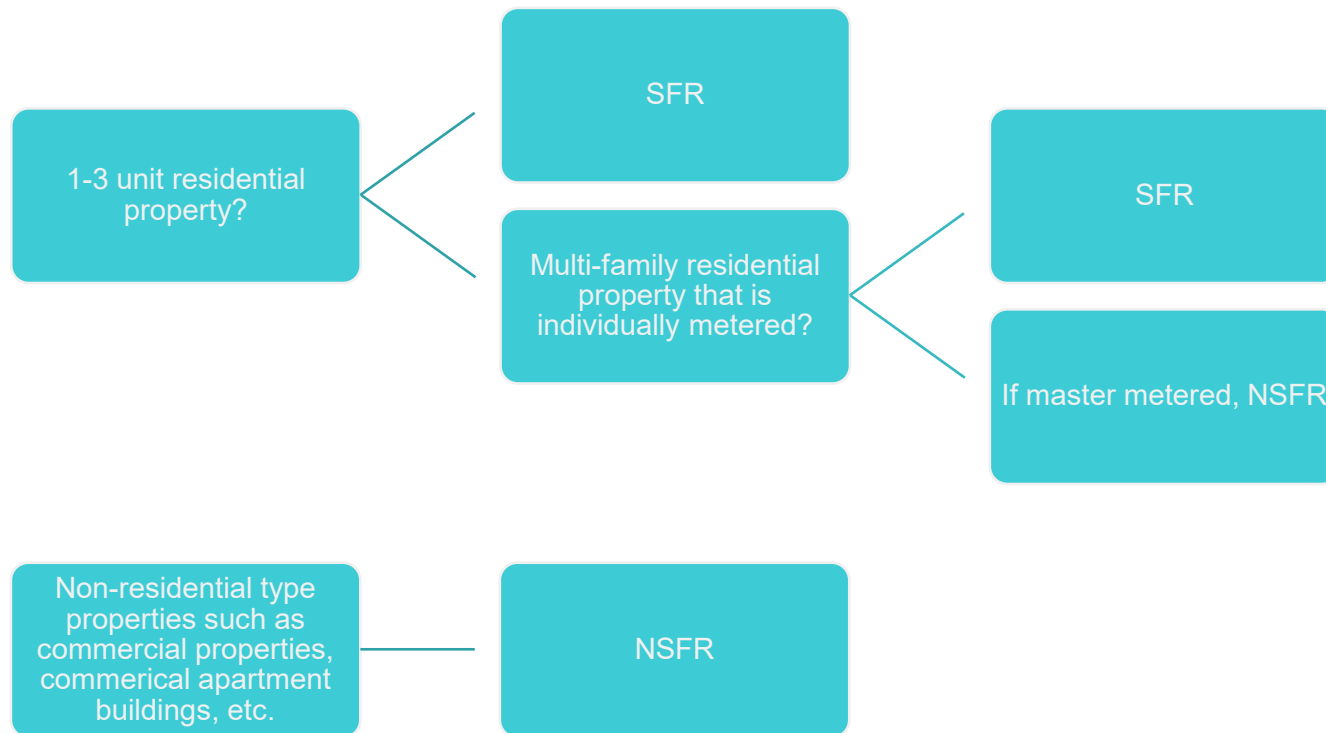 1-3 unit residential
property?
SFR
Multi-family residential
property that is
individually metered?
SFR
If master metered, NSFR
Non-residential type
properties such as
commercial properties,
commerical apartment
buildings, etc.
NSFR